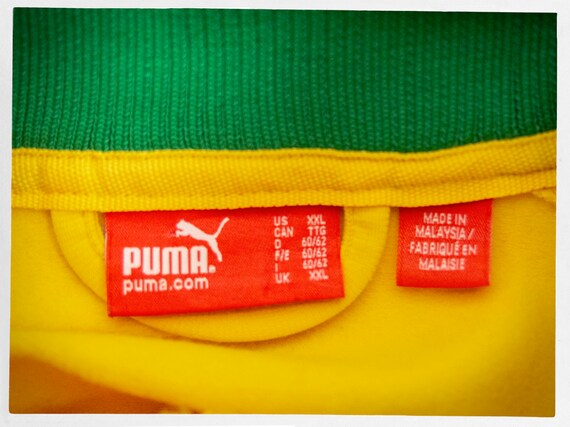 PUMA
puma.com
US XXL
CAN TTG
D 60/62
F/E 60/62
I 60/62
UK XXL
MADE IN
MALAYSIA /
FABRIQUÉ EN
MALAISIE